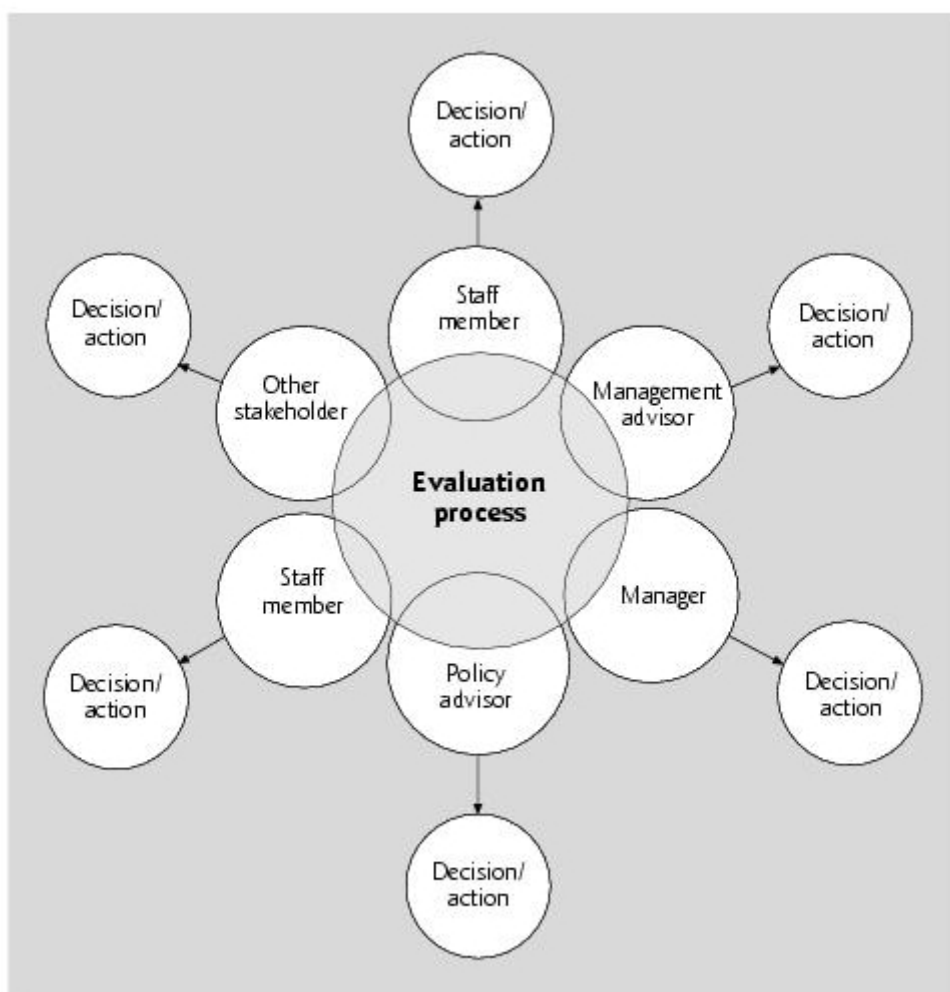 Decision/
action
Staff
member
Decision/
action
Decision/
action
Other
stakeholder
Management
advisor
Evaluation
process
Staff
member
Manager
Decision/
action
Policy
advisor
Decision/
action
Decision/
action